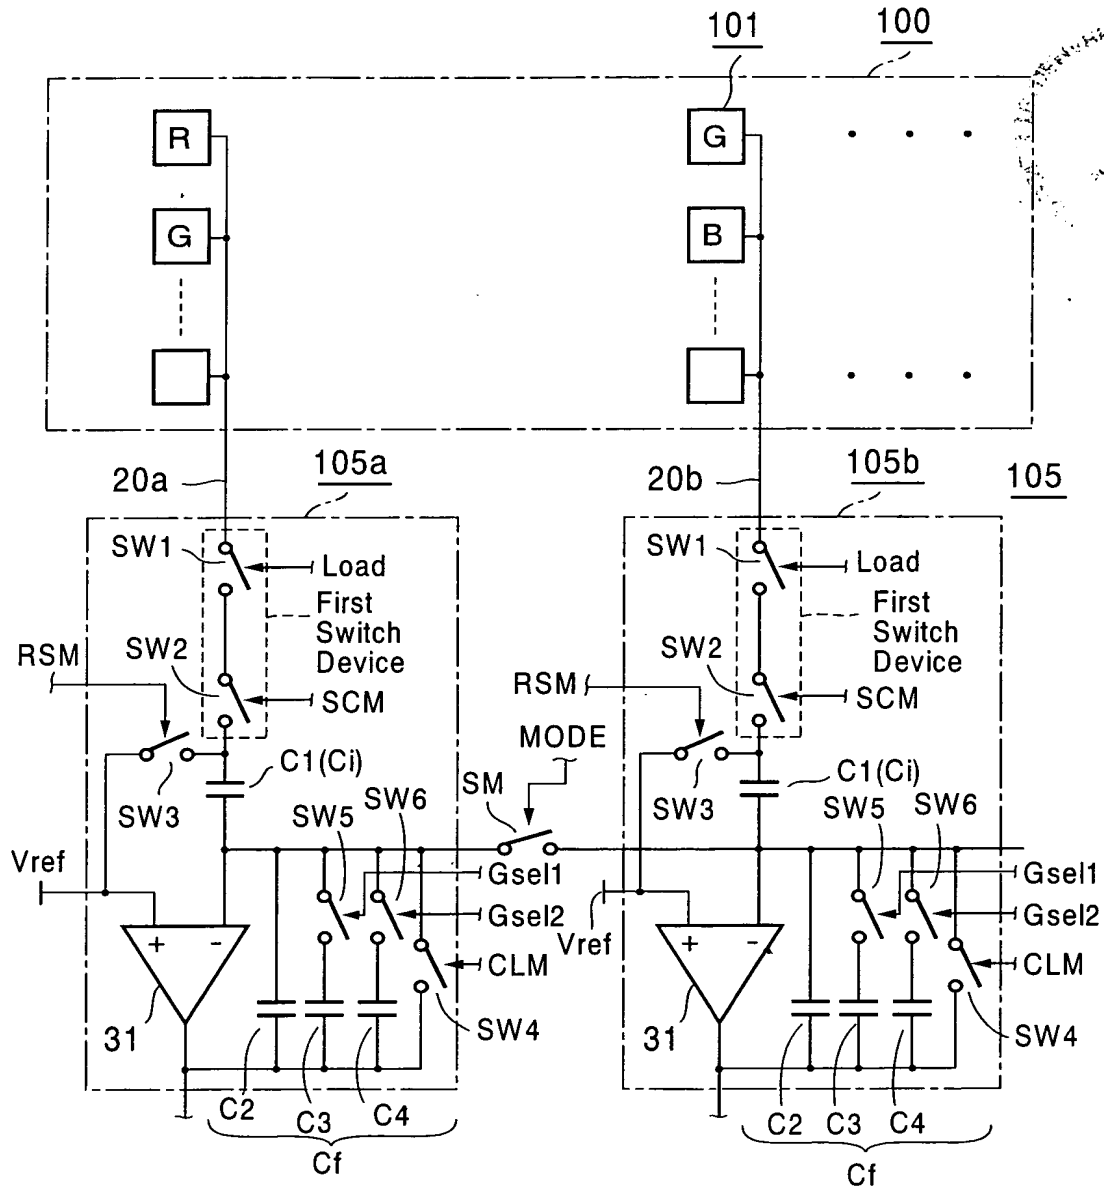 101
100
R
G
G
B
105a
105b
105
20a
20b
SW1
Load
First
Switch
Device
SW2
RSM
SCM
SW3
C1(Ci)
SW5
SW6
SM
MODE
Vref
Gsel1
Gsel2
CLM
SW4
+
-
31
C2
C3
C4
Cf
SW1
Load
First
Switch
Device
SW2
RSM
SCM
SW3
C1(Ci)
SW5
SW6
Vref
Gsel1
Gsel2
CLM
SW4
+
-
31
C2
C3
C4
Cf